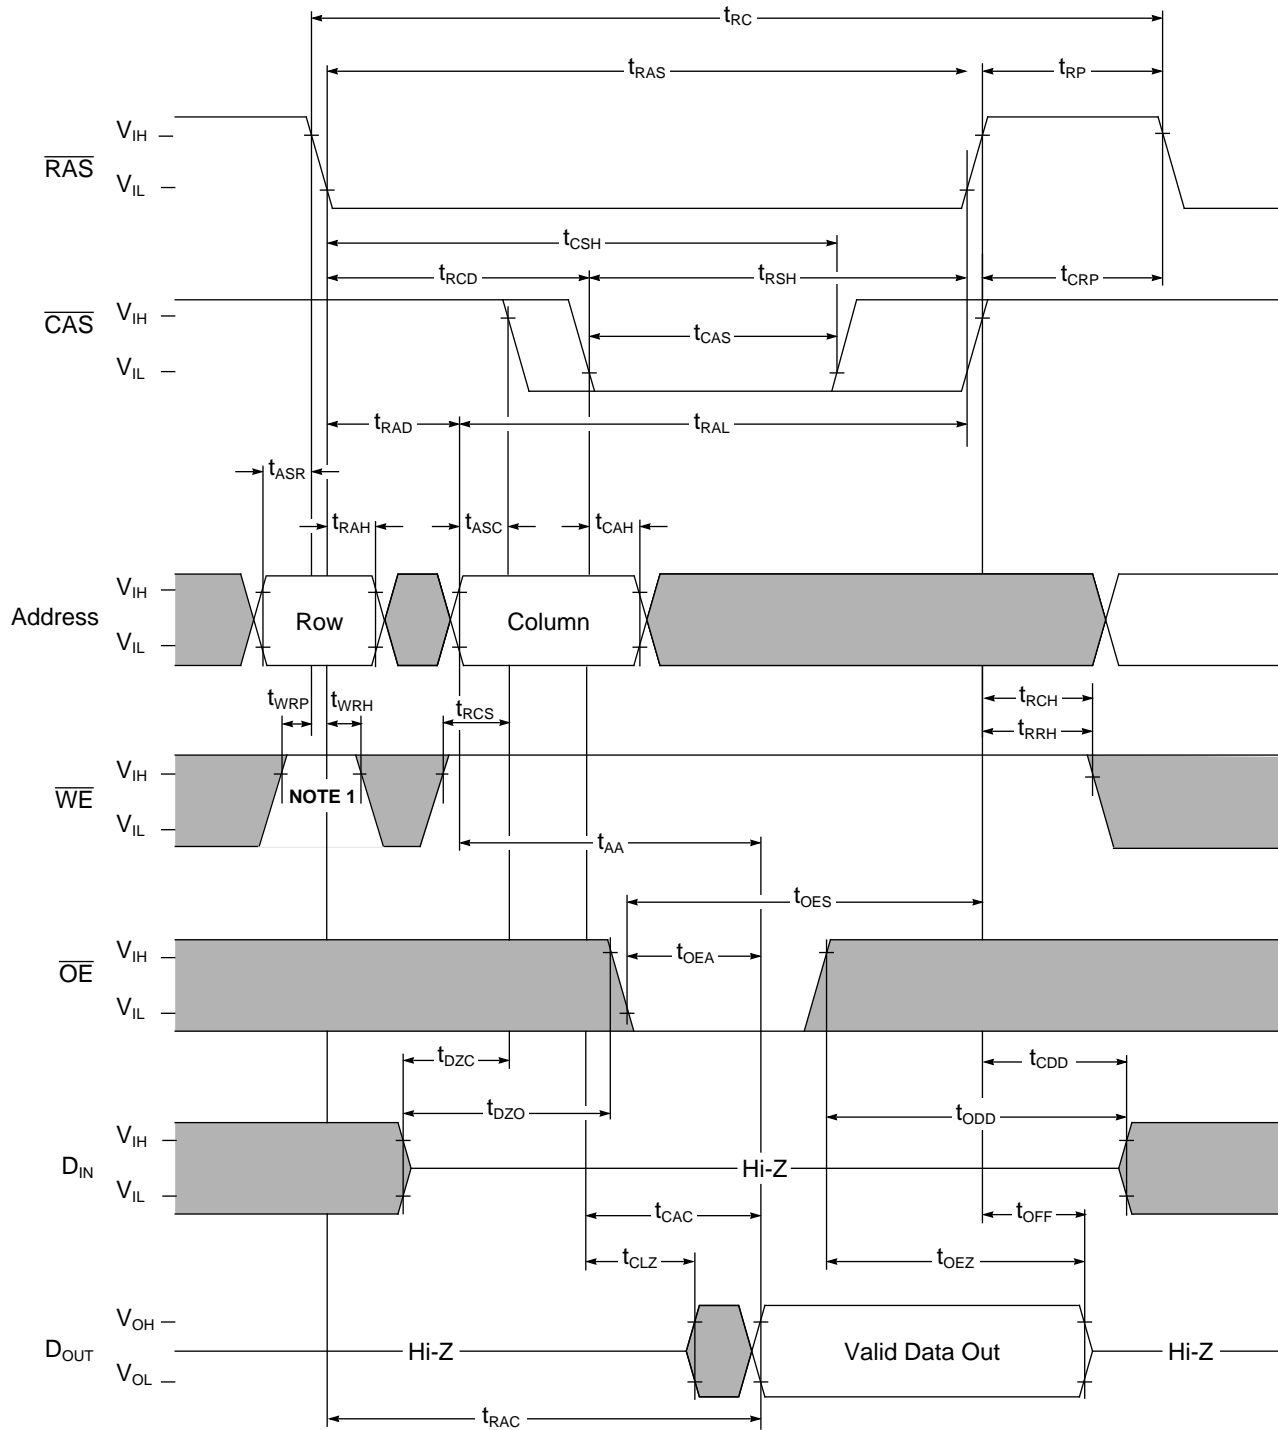 tRC
tRAS
tRP
VIH
RAS
VIL
tCSH
tRCD
tRSH
tCRP
VIH
CAS
tCAS
VIL
tRAD
tRAL
tASR
tRAH
tASC
tCAH
VIH
Address
Row
Column
VIL
tWRP
tWRH
tRCS
tRCH
tRRH
VIH
WE
NOTE 1
VIL
tAA
tOES
VIH
OE
tOEA
VIL
tDZC
tCDD
tDZO
tODD
VIH
DIN
Hi-Z
VIL
tCAC
tOFF
tCLZ
tOEZ
VOH
DOUT
Hi-Z
Valid Data Out
Hi-Z
VOL
tRAC